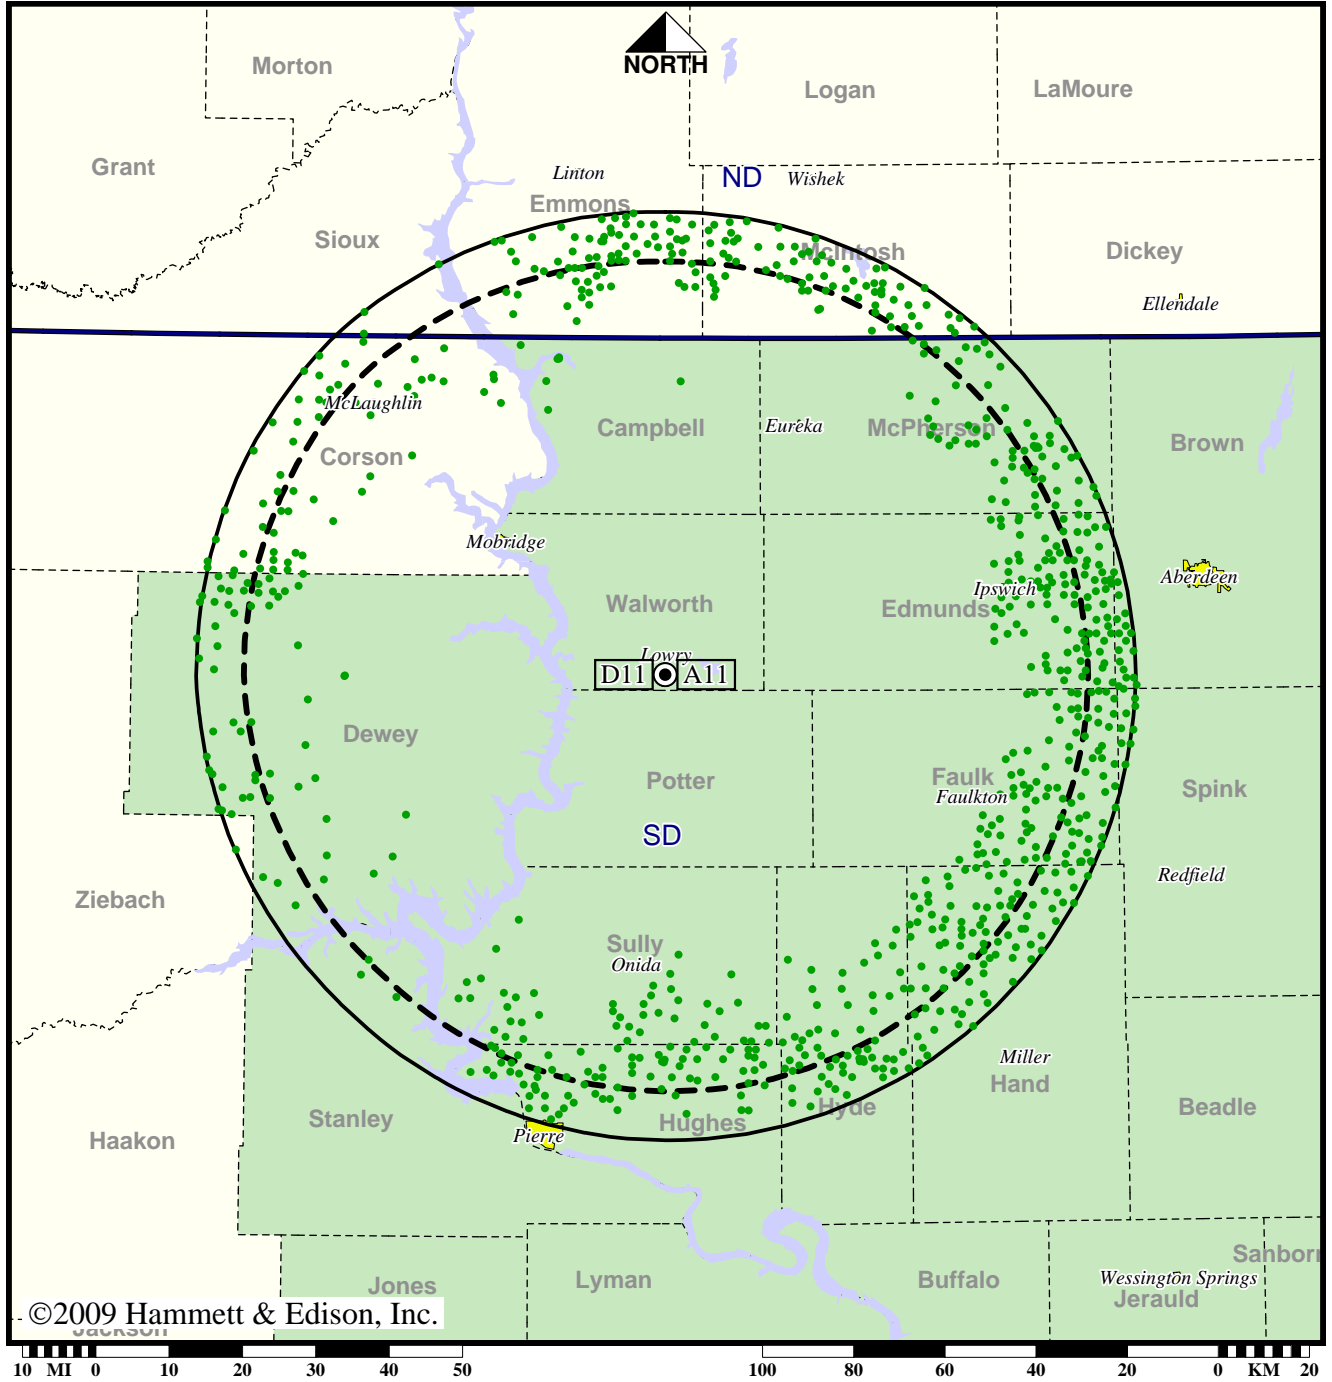 NORTH
Morton
Logan
LaMoure
Grant
Linton
ND
Wishek
Emmons
Sioux
McIntosh
Dickey
Ellendale
McLaughlin
Campbell
Eureka
McPherson
Brown
Corson
Mobridge
Aberdeen
Ipswich
Walworth
Edmunds
Lowry
D11 A11
Dewey
Potter
Faulk
Faulkton
Spink
SD
Redfield
Ziebach
Sully
Onida
Miller
Hand
Stanley
Hughes
Hyde
Beadle
Pierre
Haakon
Sanborn
Jones
Lyman
Buffalo
Wessington Springs
Jerauld
©2009 Hammett & Edison, Inc.
Jackson
10 MI 0 10 20 30 40 50 100 80 60 40 20 0 KM 20